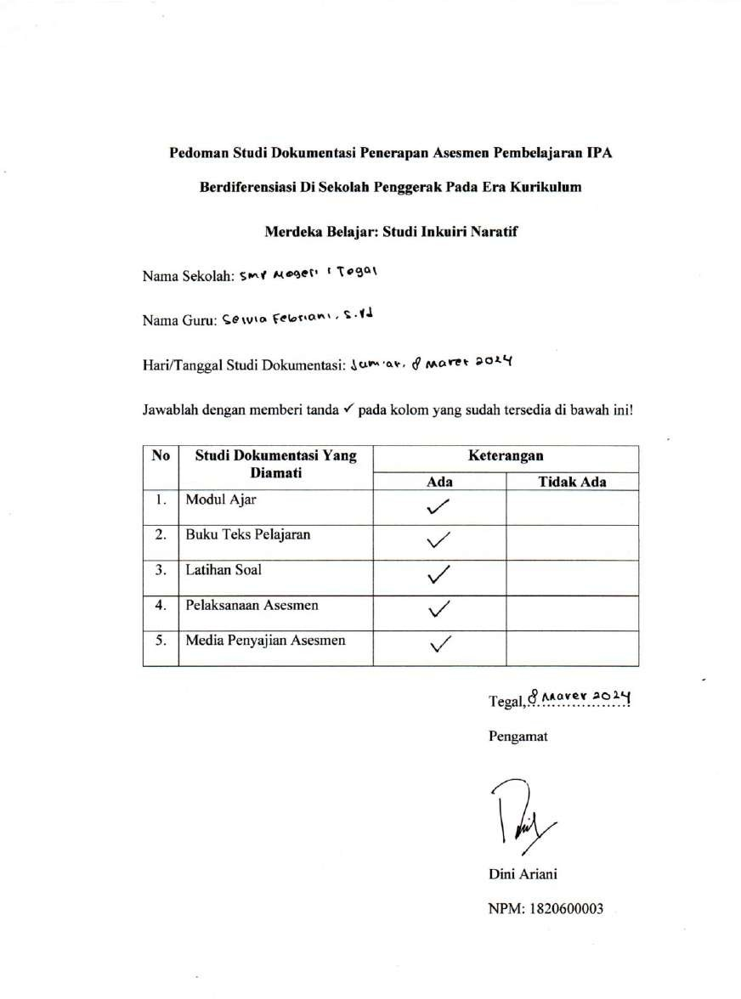 Pedoman Studi Dokumentasi Penerapan Asesmen Pembelajaran IPA
Berdiferensiasi Di Sekolah Penggerak Pada Era Kurikulum
Merdeka Belajar: Studi Inkuiri Naratif
Nama Sekolah: SMP Negeri 1 Tegal
Nama Guru: Selvia Febriani, S.Pd
Hari/Tanggal Studi Dokumentasi: Jum'at, 8 Maret 2024
Jawablah dengan memberi tanda ✓ pada kolom yang sudah tersedia di bawah ini!
No Studi Dokumentasi Yang Diamati Keterangan
Ada Tidak Ada
1. Modul Ajar ✓
2. Buku Teks Pelajaran ✓
3. Latihan Soal ✓
4. Pelaksanaan Asesmen ✓
5. Media Penyajian Asesmen ✓
Tegal, 8 Maret 2024
Pengamat
Dini Ariani
NPM: 1820600003